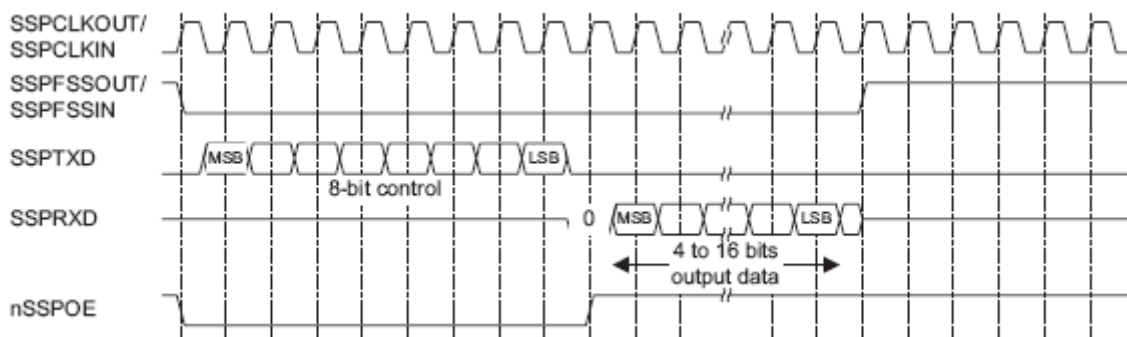 SSPCLKOUT/
SSPCLKIN
SSPFSSOUT/
SSPFSSIN
SSPTXD
MSB
LSB
8-bit control
SSPRXD
0
MSB
LSB
4 to 16 bits
output data
nSSPOE